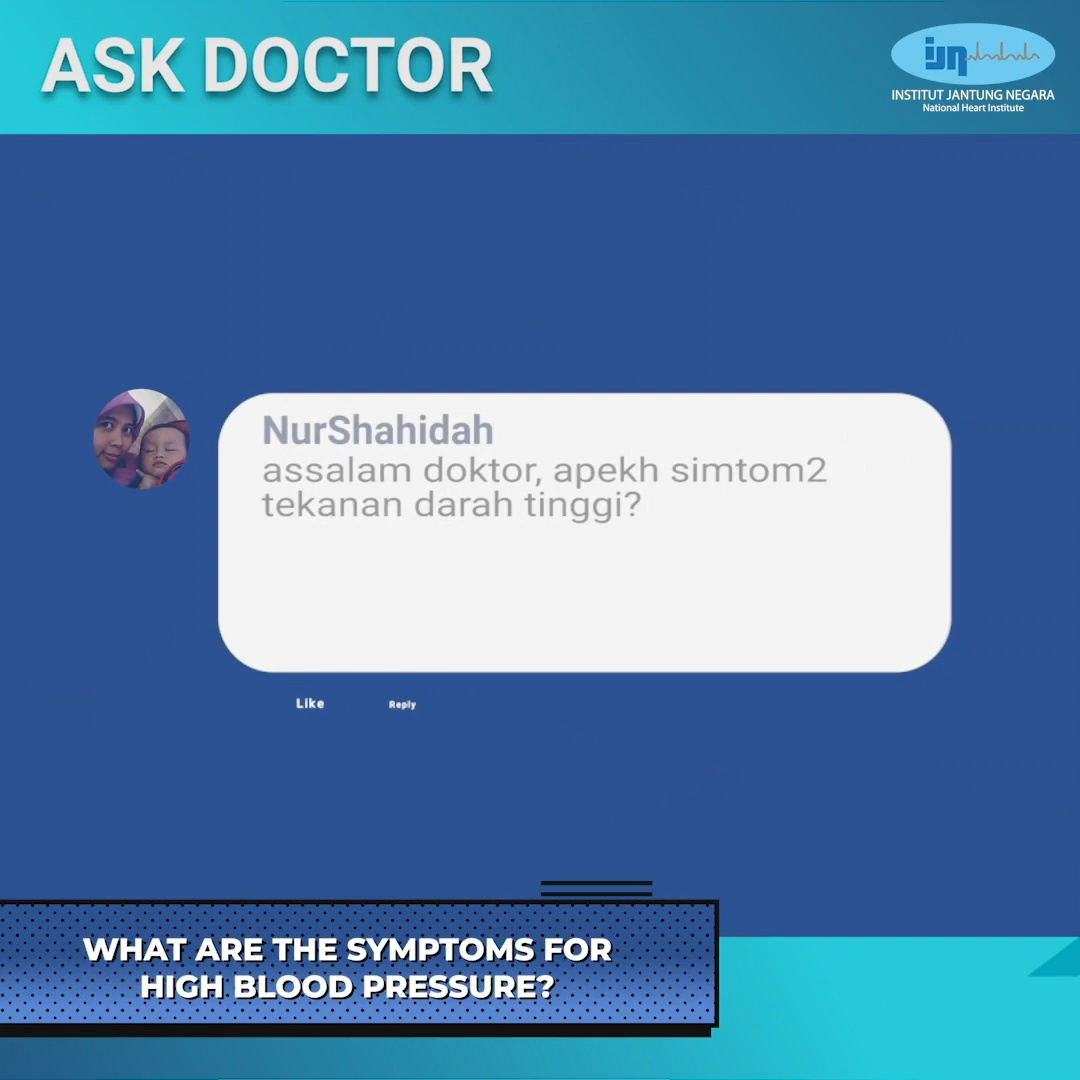 ASK DOCTOR
ijn
INSTITUT JANTUNG NEGARA
National Heart Institute
NurShahidah
assalam doktor, apekh simtom2
tekanan darah tinggi?
Like Reply
WHAT ARE THE SYMPTOMS FOR
HIGH BLOOD PRESSURE?